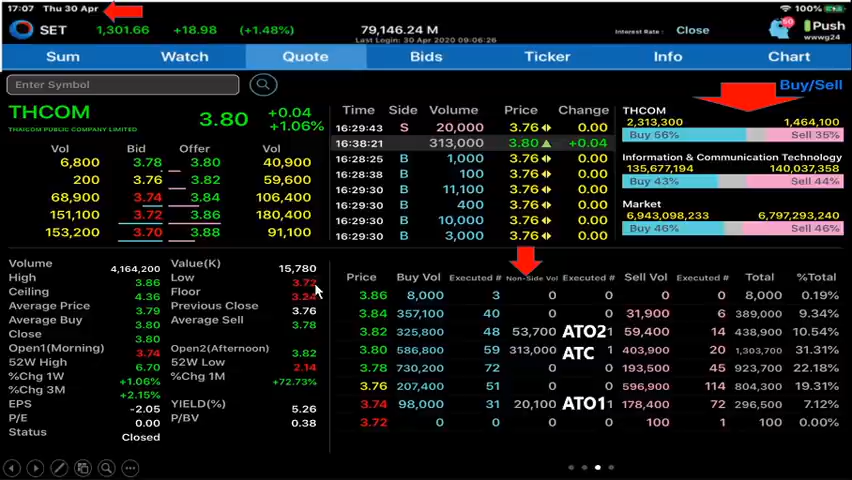 17:07 Thu 30 Apr 100%
SET 1,301.66 +18.98 (+1.48%) 79,146.24 M Interest Rate : Close 50 Push
Last Login: 30 Apr 2020 09:06:26 wwwg24
Sum Watch Quote Bids Ticker Info Chart
Enter Symbol Buy/Sell
THCOM 3.80 +0.04
THAICOM PUBLIC COMPANY LIMITED +1.06%
Vol Bid Offer Vol
6,800 3.78 3.80 40,900
200 3.76 3.82 59,600
68,900 3.74 3.84 106,400
151,100 3.72 3.86 180,400
153,200 3.70 3.88 91,100
Time Side Volume Price Change
16:29:43 S 20,000 3.76 0.00
16:38:21 313,000 3.80 +0.04
16:28:25 B 1,000 3.76 0.00
16:28:38 B 100 3.76 0.00
16:29:30 B 11,100 3.76 0.00
16:29:30 B 400 3.76 0.00
16:29:30 B 10,000 3.76 0.00
16:29:30 B 3,000 3.76 0.00
THCOM
2,313,300 1,464,100
Buy 56% Sell 35%
Information & Communication Technology
135,677,194 140,037,358
Buy 43% Sell 44%
Market
6,943,098,233 6,797,293,240
Buy 46% Sell 46%
Volume 4,164,200 Value(K) 15,780
High 3.86 Low 3.72
Ceiling 4.36 Floor 3.24
Average Price 3.79 Previous Close 3.76
Average Buy 3.80 Average Sell 3.78
Close 3.80
Open1(Morning) 3.74 Open2(Afternoon) 3.82
52W High 6.70 52W Low 2.14
%Chg 1W +1.06% %Chg 1M +72.73%
%Chg 3M +2.15%
EPS -2.05 YIELD(%) 5.26
P/E 0.00 P/BV 0.38
Status Closed
Price Buy Vol Executed # Non-Side Vol Executed # Sell Vol Executed # Total %Total
3.86 8,000 3 0 0 0 0 8,000 0.19%
3.84 357,100 40 0 0 31,900 6 389,000 9.34%
3.82 325,800 48 53,700 ATO2 1 59,400 14 438,900 10.54%
3.80 586,800 59 313,000 ATC 1 403,900 20 1,303,700 31.31%
3.78 730,200 72 0 0 193,500 45 923,700 22.18%
3.76 207,400 51 0 0 596,900 114 804,300 19.31%
3.74 98,000 31 20,100 ATO1 1 178,400 72 296,500 7.12%
3.72 0 0 0 0 100 1 100 0.00%